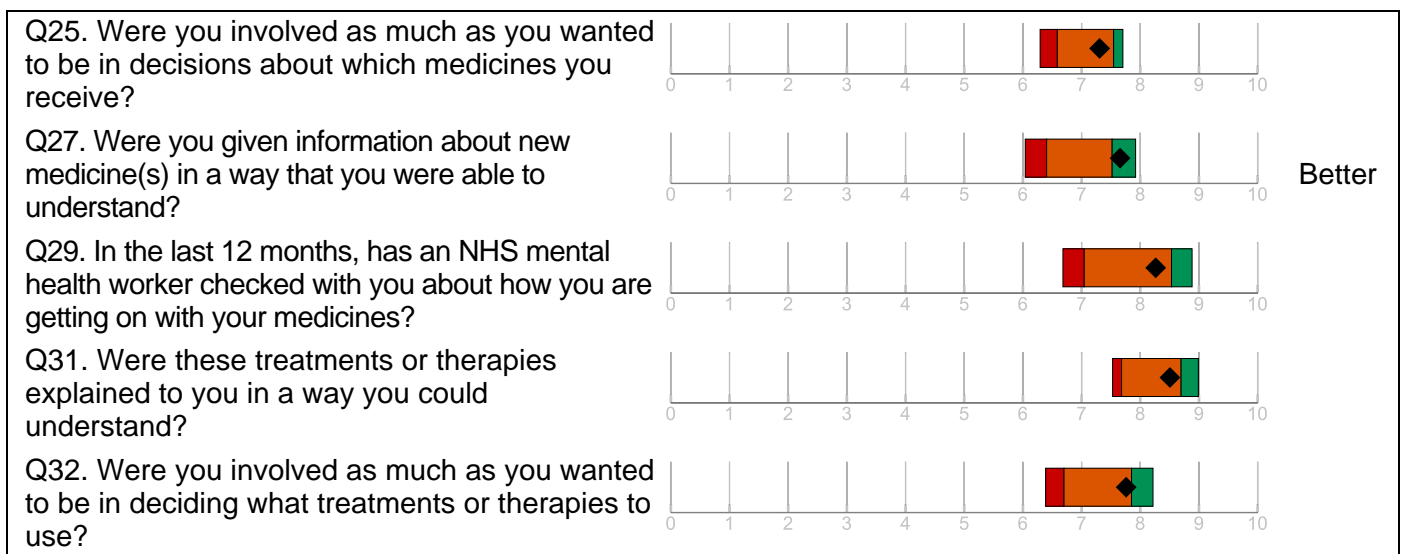 Q25. Were you involved as much as you wanted
to be in decisions about which medicines you
receive?
0 1 2 3 4 5 6 7 8 9 10
Q27. Were you given information about new
medicine(s) in a way that you were able to
understand?
0 1 2 3 4 5 6 7 8 9 10
Better
Q29. In the last 12 months, has an NHS mental
health worker checked with you about how you are
getting on with your medicines?
0 1 2 3 4 5 6 7 8 9 10
Q31. Were these treatments or therapies
explained to you in a way you could
understand?
0 1 2 3 4 5 6 7 8 9 10
Q32. Were you involved as much as you wanted
to be in deciding what treatments or therapies to
use?
0 1 2 3 4 5 6 7 8 9 10